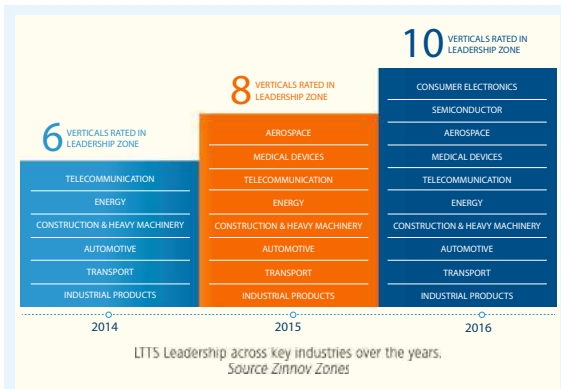 6 VERTICALS RATED IN
LEADERSHIP ZONE
TELECOMMUNICATION
ENERGY
CONSTRUCTION & HEAVY MACHINERY
AUTOMOTIVE
TRANSPORT
INDUSTRIAL PRODUCTS
2014
8 VERTICALS RATED IN
LEADERSHIP ZONE
AEROSPACE
MEDICAL DEVICES
TELECOMMUNICATION
ENERGY
CONSTRUCTION & HEAVY MACHINERY
AUTOMOTIVE
TRANSPORT
INDUSTRIAL PRODUCTS
2015
10 VERTICALS RATED IN
LEADERSHIP ZONE
CONSUMER ELECTRONICS
SEMICONDUCTOR
AEROSPACE
MEDICAL DEVICES
TELECOMMUNICATION
ENERGY
CONSTRUCTION & HEAVY MACHINERY
AUTOMOTIVE
TRANSPORT
INDUSTRIAL PRODUCTS
2016
LTTS Leadership across key industries over the years.
Source Zinnov Zones